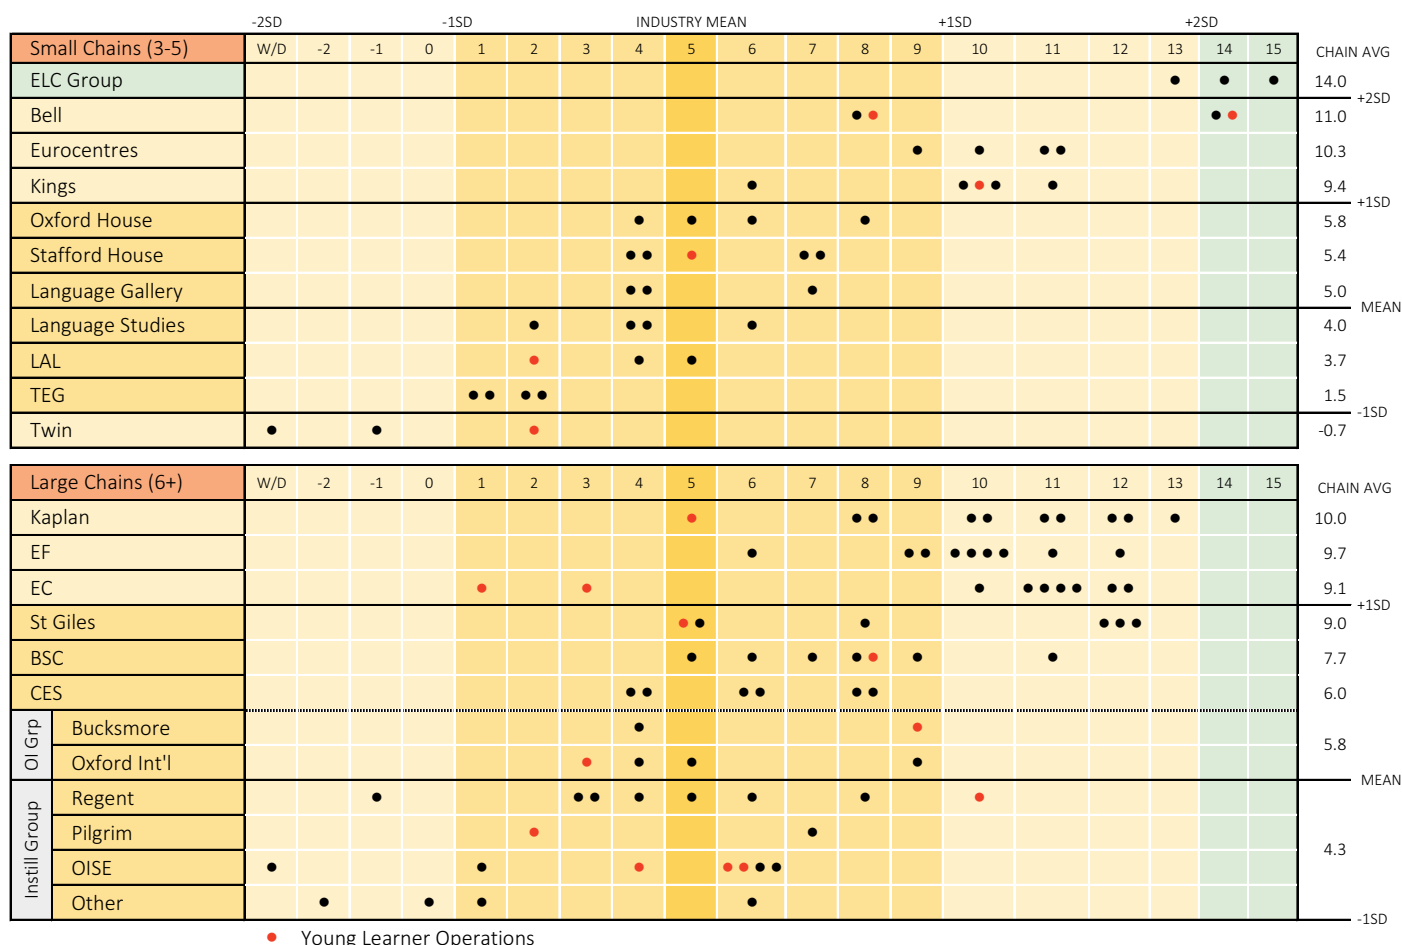 -2SD -1SD INDUSTRY MEAN +1SD +2SD
Small Chains (3-5) W/D -2 -1 0 1 2 3 4 5 6 7 8 9 10 11 12 13 14 15 CHAIN AVG
ELC Group 14.0
+2SD
Bell 11.0
Eurocentres 10.3
Kings 9.4
+1SD
Oxford House 5.8
Stafford House 5.4
Language Gallery 5.0
MEAN
Language Studies 4.0
LAL 3.7
TEG 1.5
-1SD
Twin -0.7
Large Chains (6+) W/D -2 -1 0 1 2 3 4 5 6 7 8 9 10 11 12 13 14 15 CHAIN AVG
Kaplan 10.0
EF 9.7
EC 9.1
+1SD
St Giles 9.0
BSC 7.7
CES 6.0
OI Grp
Bucksmore
5.8
Oxford Int'l
MEAN
Instill Group
Regent
Pilgrim
4.3
OISE
Other
-1SD
Young Learner Operations